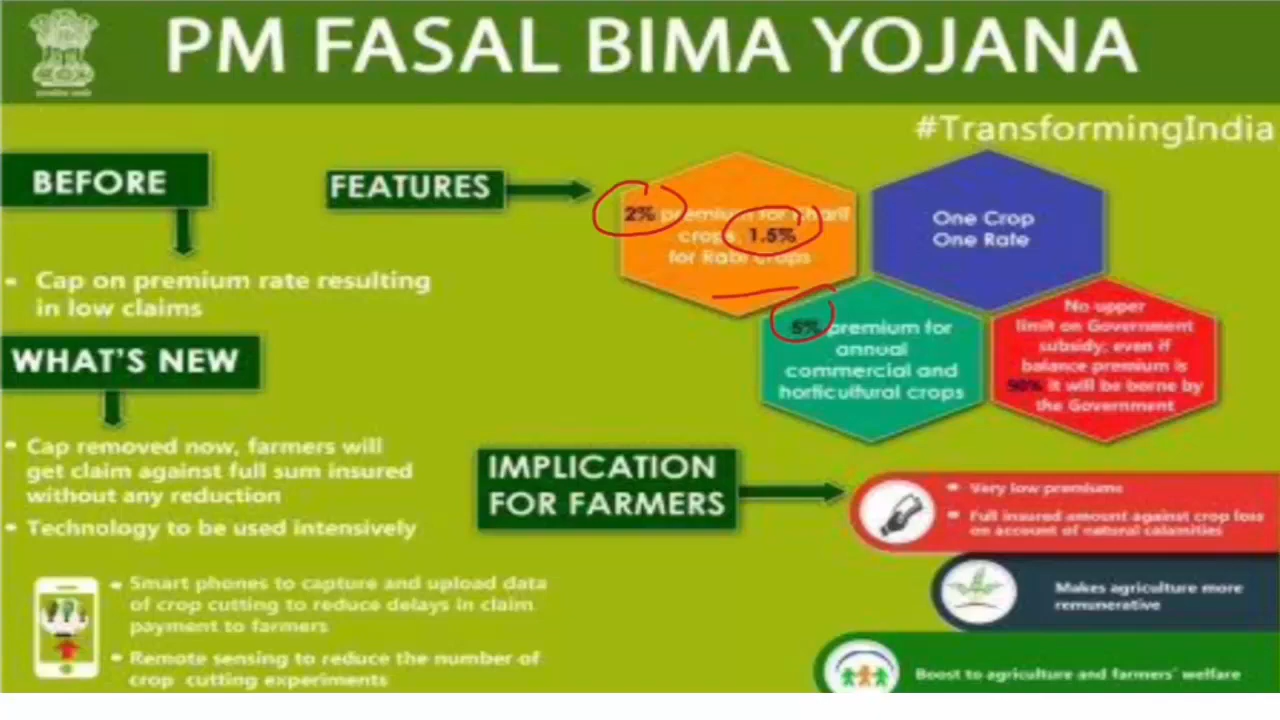 PM FASAL BIMA YOJANA
#TransformingIndia
BEFORE
• Cap on premium rate resulting
in low claims
WHAT'S NEW
• Cap removed now, farmers will
get claim against full sum insured
without any reduction
• Technology to be used intensively
• Smart phones to capture and upload data
of crop cutting to reduce delays in claim
payment to farmers
• Remote sensing to reduce the number of
crop cutting experiments
FEATURES
2% premium for Kharif
crops, 1.5%
for Rabi crops
One Crop
One Rate
5% premium for
annual
commercial and
horticultural crops
No upper
limit on Government
subsidy; even if
balance premium is
90% it will be borne by
the Government
IMPLICATION
FOR FARMERS
• Very low premiums
• Full insured amount against crop loss
on account of natural calamities
Makes agriculture more
remunerative
Boost to agriculture and farmers' welfare